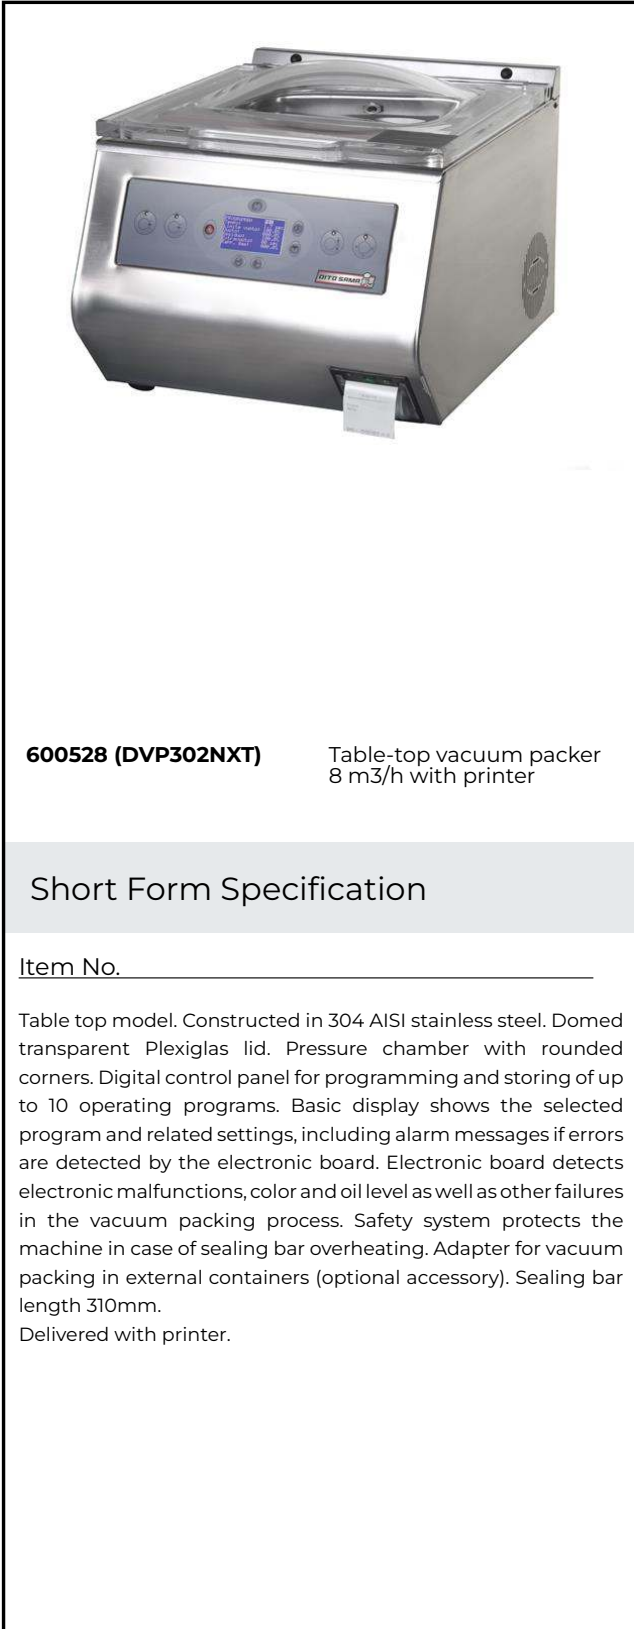 DITO SAMA
600528 (DVP302NXT)
Table-top vacuum packer
8 m3/h with printer
Short Form Specification
Item No.
Table top model. Constructed in 304 AISI stainless steel. Domed
transparent Plexiglas lid. Pressure chamber with rounded
corners. Digital control panel for programming and storing of up
to 10 operating programs. Basic display shows the selected
program and related settings, including alarm messages if errors
are detected by the electronic board. Electronic board detects
electronic malfunctions, color and oil level as well as other failures
in the vacuum packing process. Safety system protects the
machine in case of sealing bar overheating. Adapter for vacuum
packing in external containers (optional accessory). Sealing bar
length 310mm.
Delivered with printer.